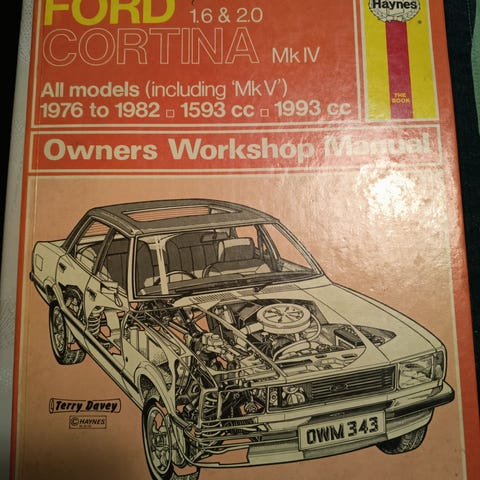 FORD 1.6 & 2.0
CORTINA Mk IV
All models (including 'Mk V')
1976 to 1982 □ 1593 cc □ 1993 cc
Haynes
THE
BOOK
Owners Workshop Manual
Terry Davey
© HAYNES
OWM 343